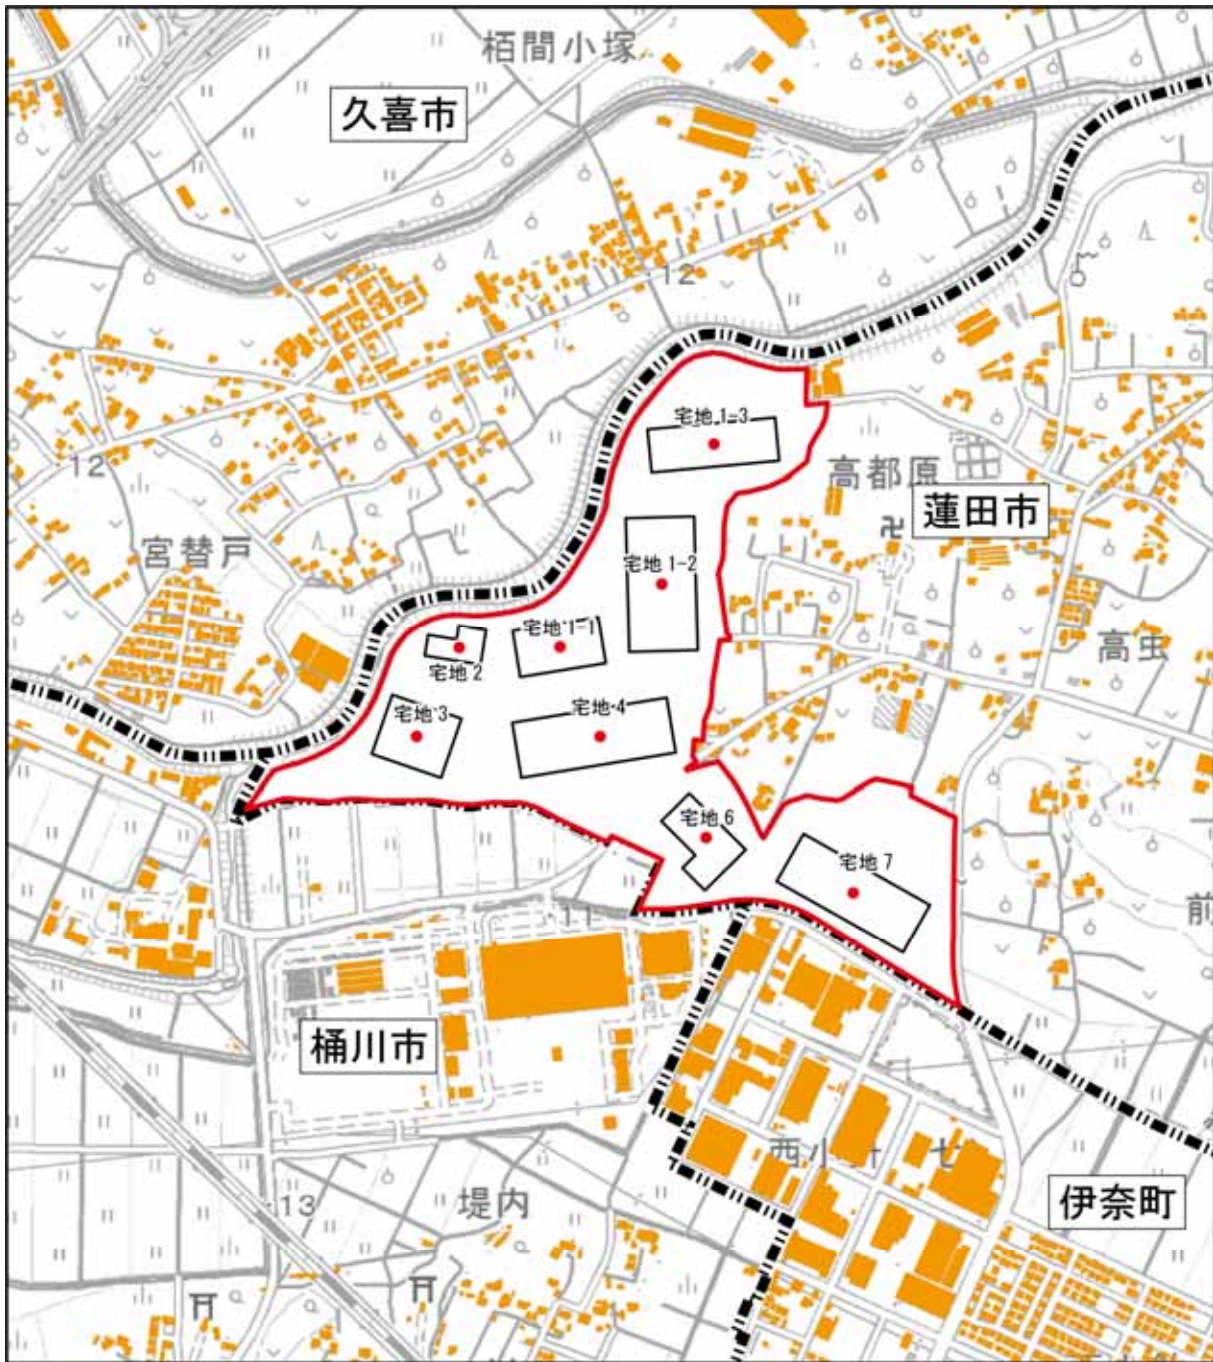 栢間小塚
久喜市
12
宅地 1-3
高都原
蓮田市
12
宮替戸
宅地 1-2
宅地 1-1
高虫
宅地 2
宅地 3
宅地 4
宅地 6
宅地 7
前
11
桶川市
堤内
13
伊奈町